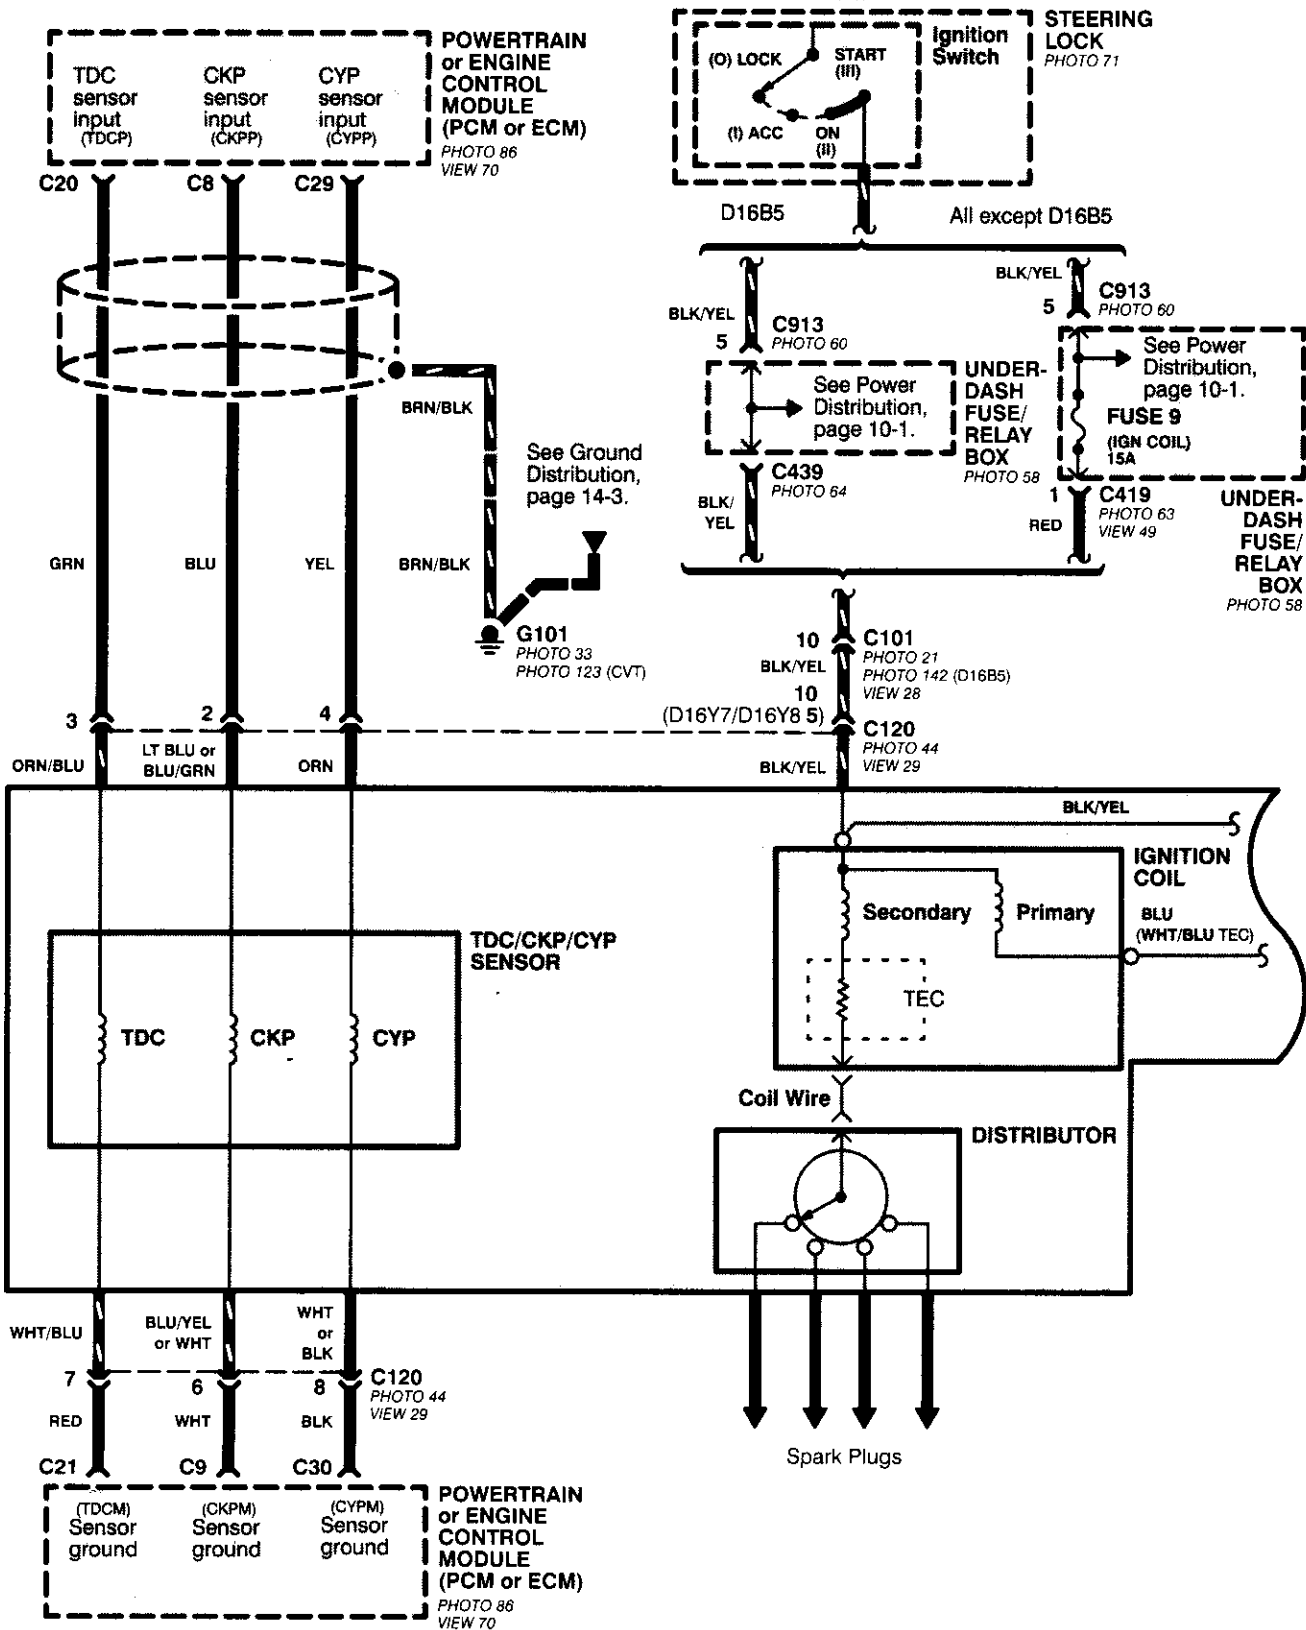 POWERTRAIN
or ENGINE
CONTROL
MODULE
(PCM or ECM)
PHOTO 86
VIEW 70
TDC
sensor
input
(TDCP)
CKP
sensor
input
(CKPP)
CYP
sensor
input
(CYPP)
C20
C8
C29
BRN/BLK
See Ground
Distribution,
page 14-3.
GRN
BLU
YEL
BRN/BLK
G101
PHOTO 33
PHOTO 123 (CVT)
3
2
4
ORN/BLU
LT BLU or
BLU/GRN
ORN
STEERING
LOCK
PHOTO 71
Ignition
Switch
(O) LOCK
START
(III)
(I) ACC
ON
(II)
D16B5
All except D16B5
BLK/YEL
5
C913
PHOTO 60
BLK/YEL
5
C913
PHOTO 60
See Power
Distribution,
page 10-1.
UNDER-
DASH
FUSE/
RELAY
BOX
PHOTO 58
See Power
Distribution,
page 10-1.
FUSE 9
(IGN COIL)
15A
C439
PHOTO 64
BLK/
YEL
1
C419
PHOTO 63
VIEW 49
RED
UNDER-
DASH
FUSE/
RELAY
BOX
PHOTO 58
10
C101
PHOTO 21
PHOTO 142 (D16B5)
VIEW 28
BLK/YEL
10
(D16Y7/D16Y8 5)
C120
PHOTO 44
VIEW 29
BLK/YEL
BLK/YEL
IGNITION
COIL
Secondary
Primary
BLU
(WHT/BLU TEC)
TEC
TDC/CKP/CYP
SENSOR
TDC
CKP
CYP
Coil Wire
DISTRIBUTOR
Spark Plugs
WHT/BLU
BLU/YEL
or WHT
WHT
or
BLK
7
6
8
C120
PHOTO 44
VIEW 29
RED
WHT
BLK
C21
C9
C30
(TDCM)
Sensor
ground
(CKPM)
Sensor
ground
(CYPM)
Sensor
ground
POWERTRAIN
or ENGINE
CONTROL
MODULE
(PCM or ECM)
PHOTO 86
VIEW 70